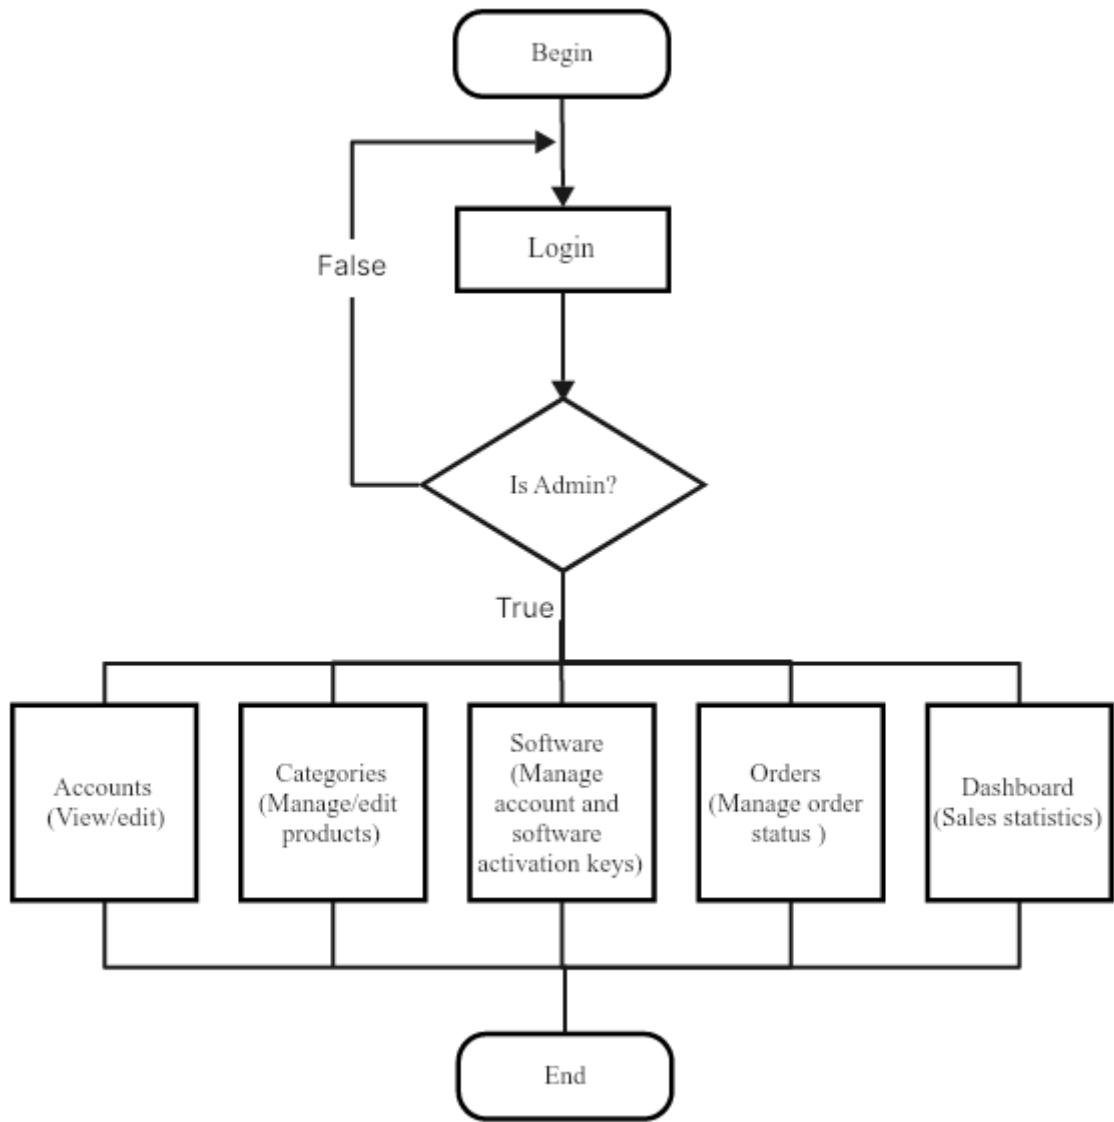 Begin
Login
False
Is Admin?
True
Accounts
(View/edit)
Categories
(Manage/edit
products)
Software
(Manage
account and
software
activation keys)
Orders
(Manage order
status )
Dashboard
(Sales statistics)
End